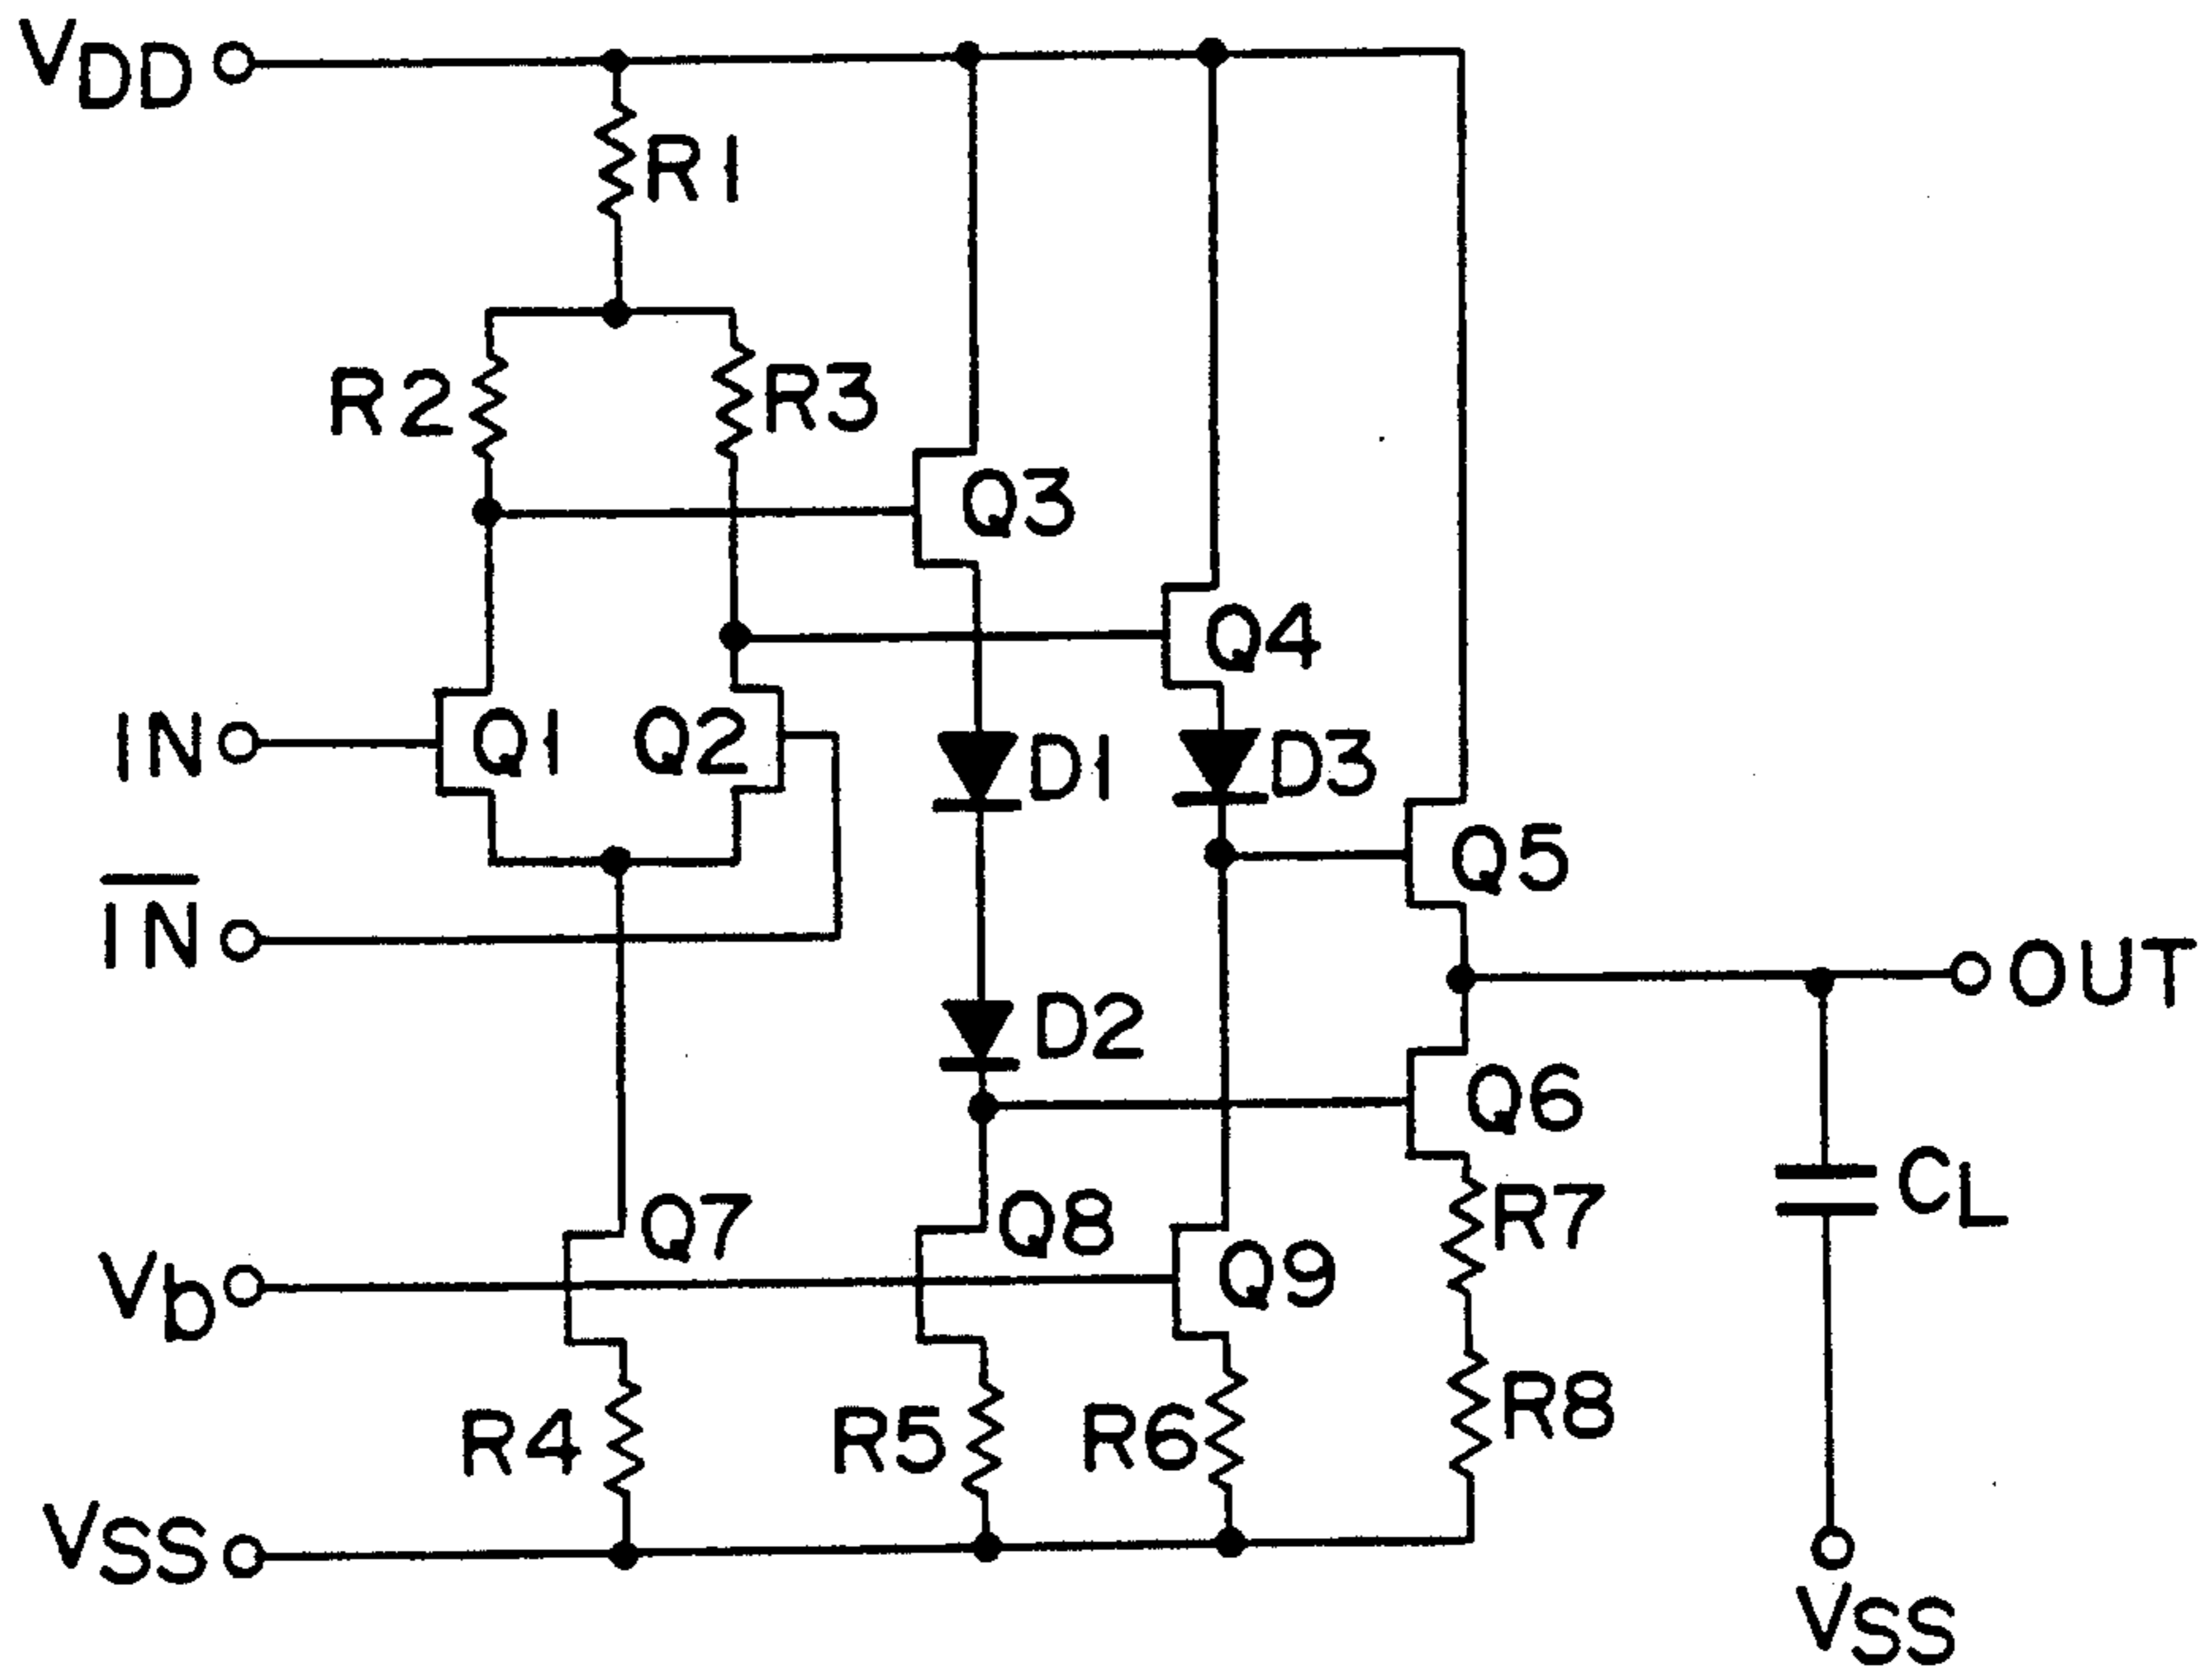 VDD
R1
R2
R3
Q3
Q4
IN
Q1
Q2
D1
D3
Q5
I̅N̅
OUT
D2
Q6
CL
Q7
Q8
R7
Vb
Q9
R4
R5
R6
R8
VSS
VSS